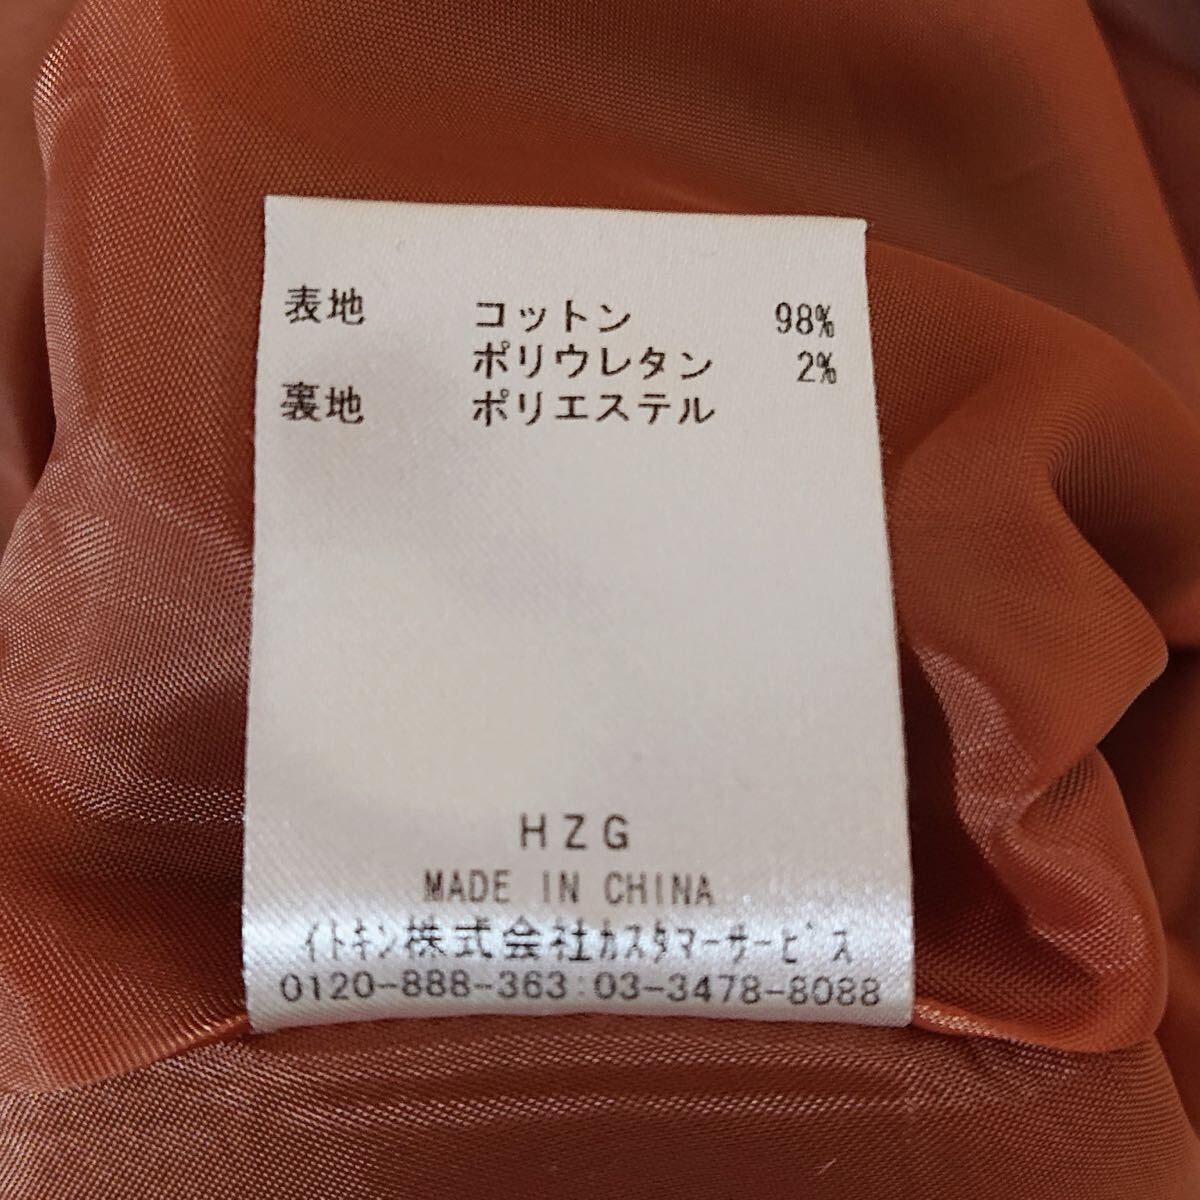 表地 コットン 98%
ポリウレタン 2%
裏地 ポリエステル
HZG
MADE IN CHINA
イトキン株式会社カスタマーサービス
0120-888-363:03-3478-8088